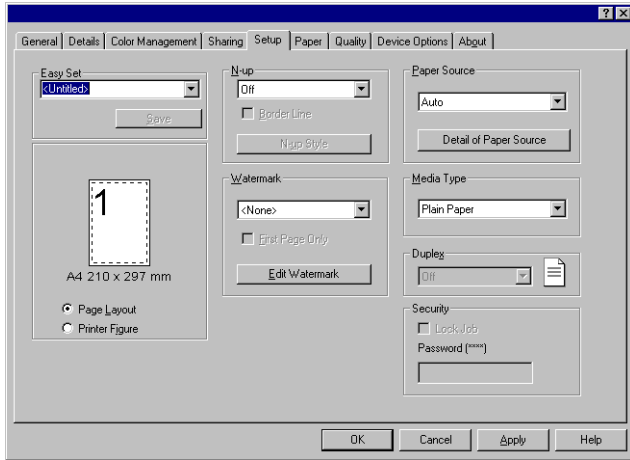 General Details Color Management Sharing Setup Paper Quality Device Options About
Easy Set
<Untitled>
Save
1
A4 210 x 297 mm
Page Layout
Printer Figure
N-up
Off
Border Line
N-up Style
Watermark
<None>
First Page Only
Edit Watermark
Paper Source
Auto
Detail of Paper Source
Media Type
Plain Paper
Duplex
Off
Security
Lock Job
Password (****)
OK Cancel Apply Help